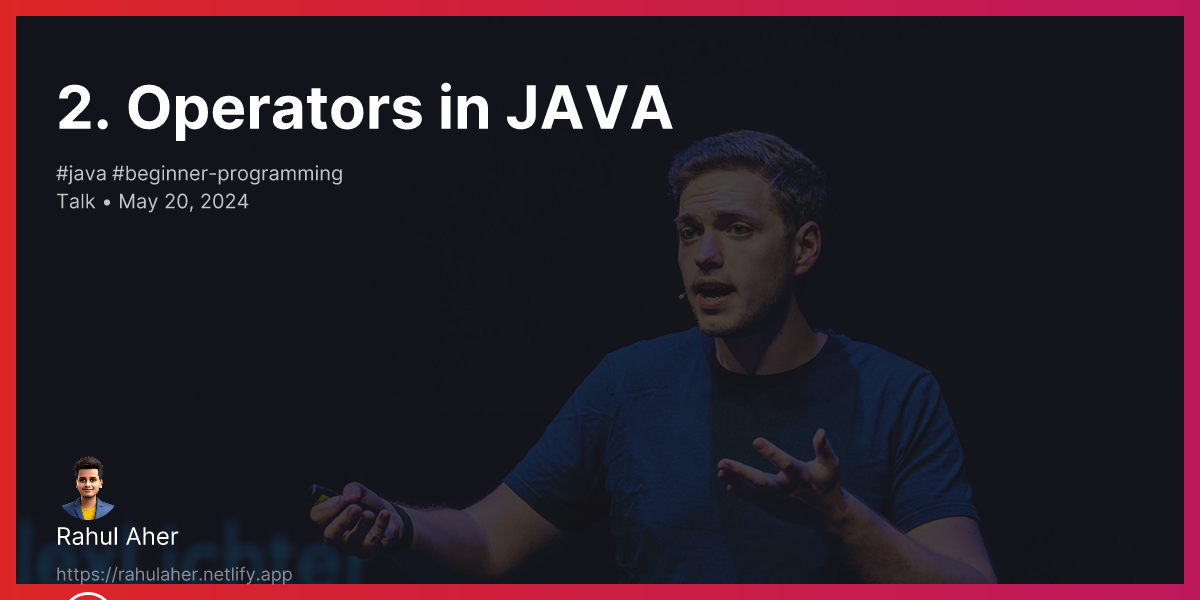 2. Operators in JAVA
#java #beginner-programming
Talk • May 20, 2024
Rahul Aher
https://rahulaher.netlify.app